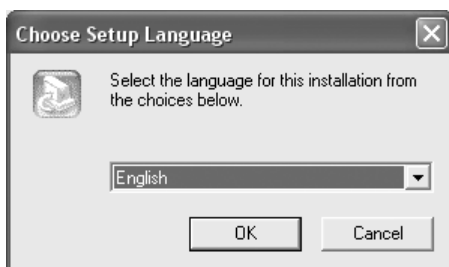 Choose Setup Language
Select the language for this installation from
the choices below.
English
OK
Cancel